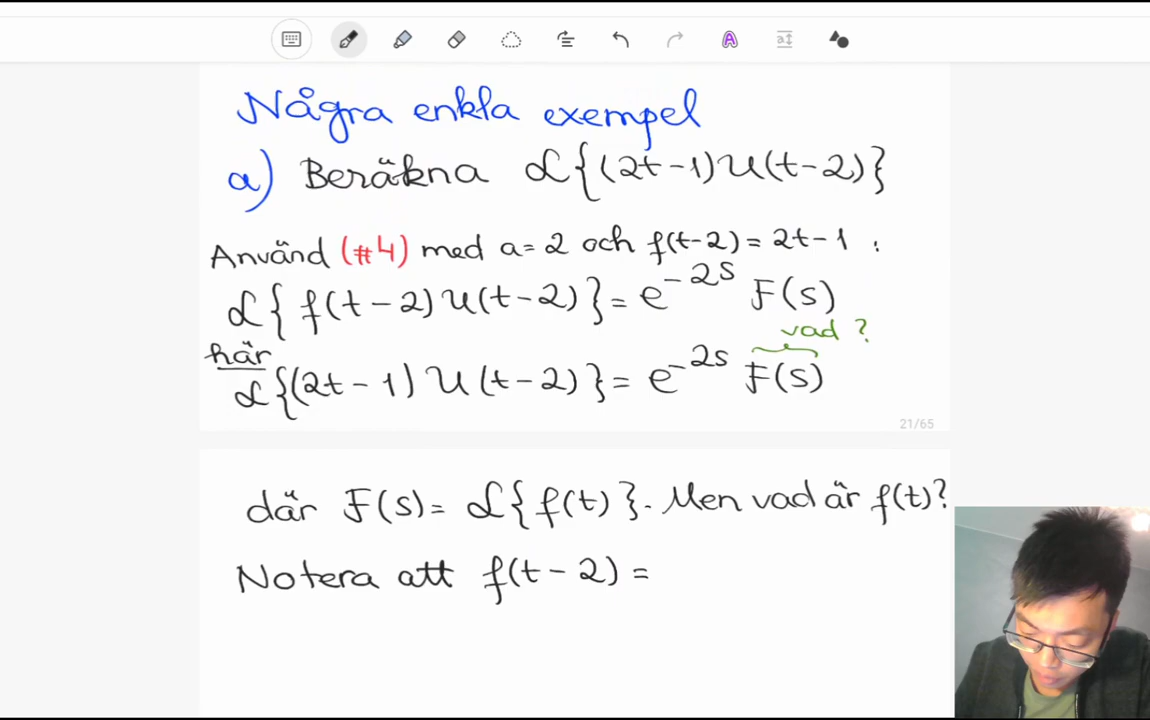 Några enkla exempel
a) Beräkna ℒ{(2t-1)U(t-2)}
Använd (#4) med a=2 och f(t-2)=2t-1 :
ℒ{f(t-2)U(t-2)}=e^{-2s} F(s)
vad ?
här
ℒ{(2t-1)U(t-2)}=e^{-2s} F(s)
21/65
där F(s)= ℒ{f(t)}. Men vad är f(t)?
Notera att f(t-2) =